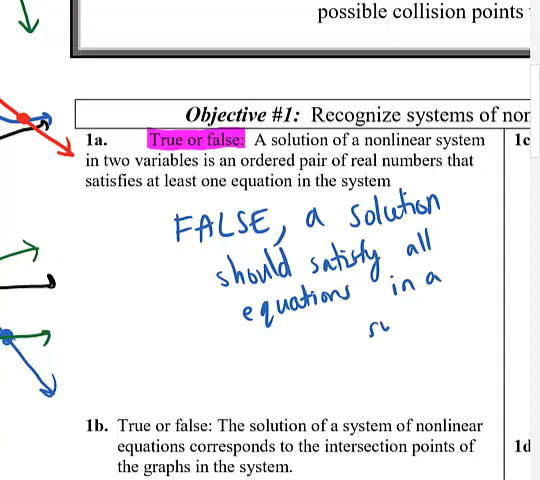 possible collision points
Objective #1: Recognize systems of non
1a. True or false: A solution of a nonlinear system
in two variables is an ordered pair of real numbers that
satisfies at least one equation in the system
1c
FALSE, a solution
should satisfy all
equations in a
sy
1b. True or false: The solution of a system of nonlinear
equations corresponds to the intersection points of
the graphs in the system.
1d